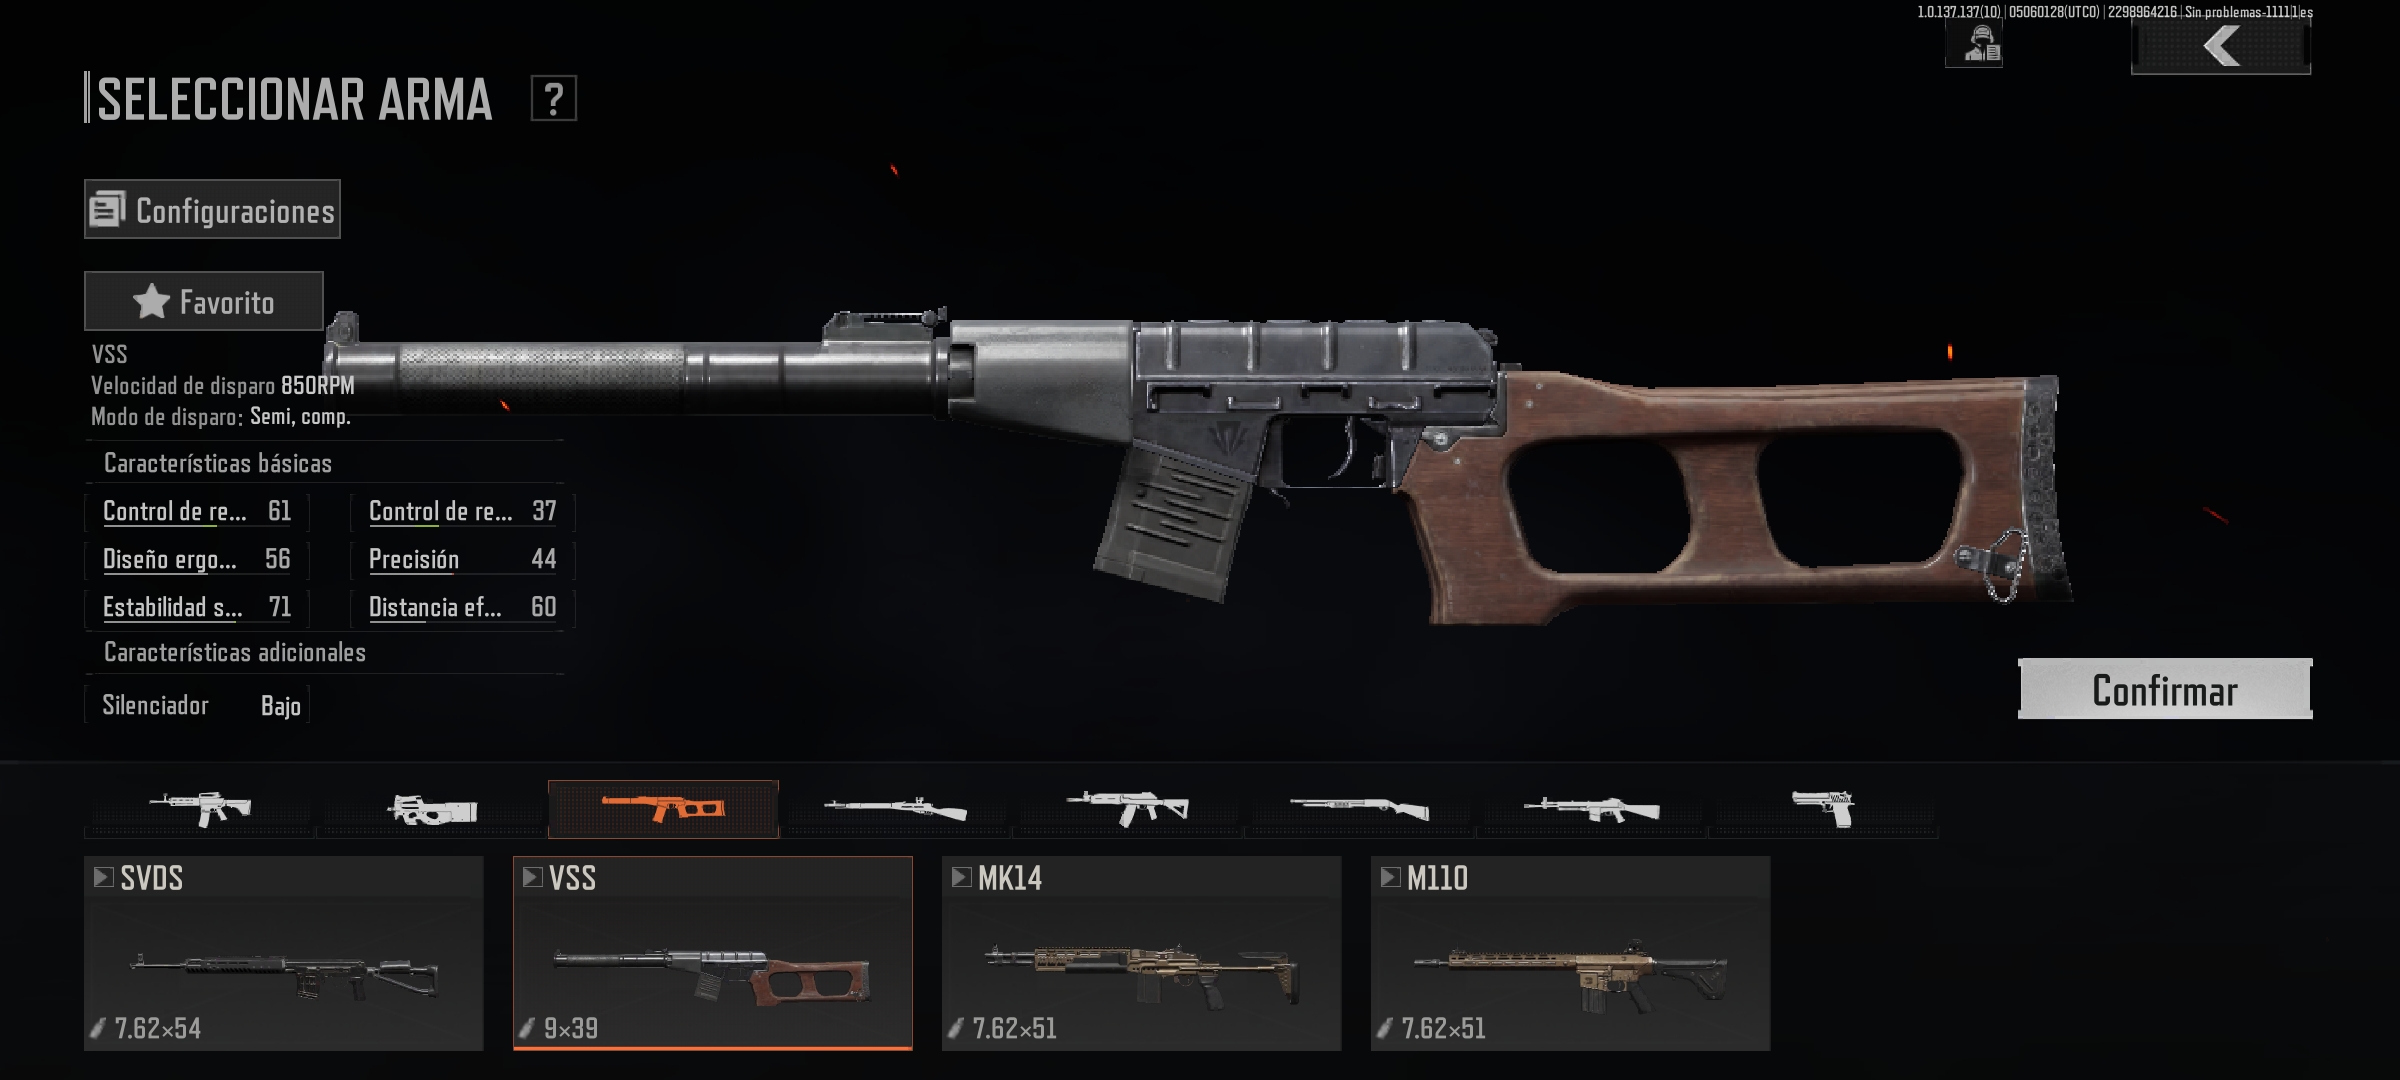 1.0.137.137(10) | 05060128(UTC0) | 2298964216 | Sin problemas-1111|1|es
SELECCIONAR ARMA ?
Configuraciones
Favorito
VSS
Velocidad de disparo 850RPM
Modo de disparo: Semi, comp.
Características básicas
Control de re... 61
Control de re... 37
Diseño ergo... 56
Precisión 44
Estabilidad s... 71
Distancia ef... 60
Características adicionales
Silenciador Bajo
Confirmar
SVDS
7.62×54
VSS
9×39
MK14
7.62×51
M110
7.62×51